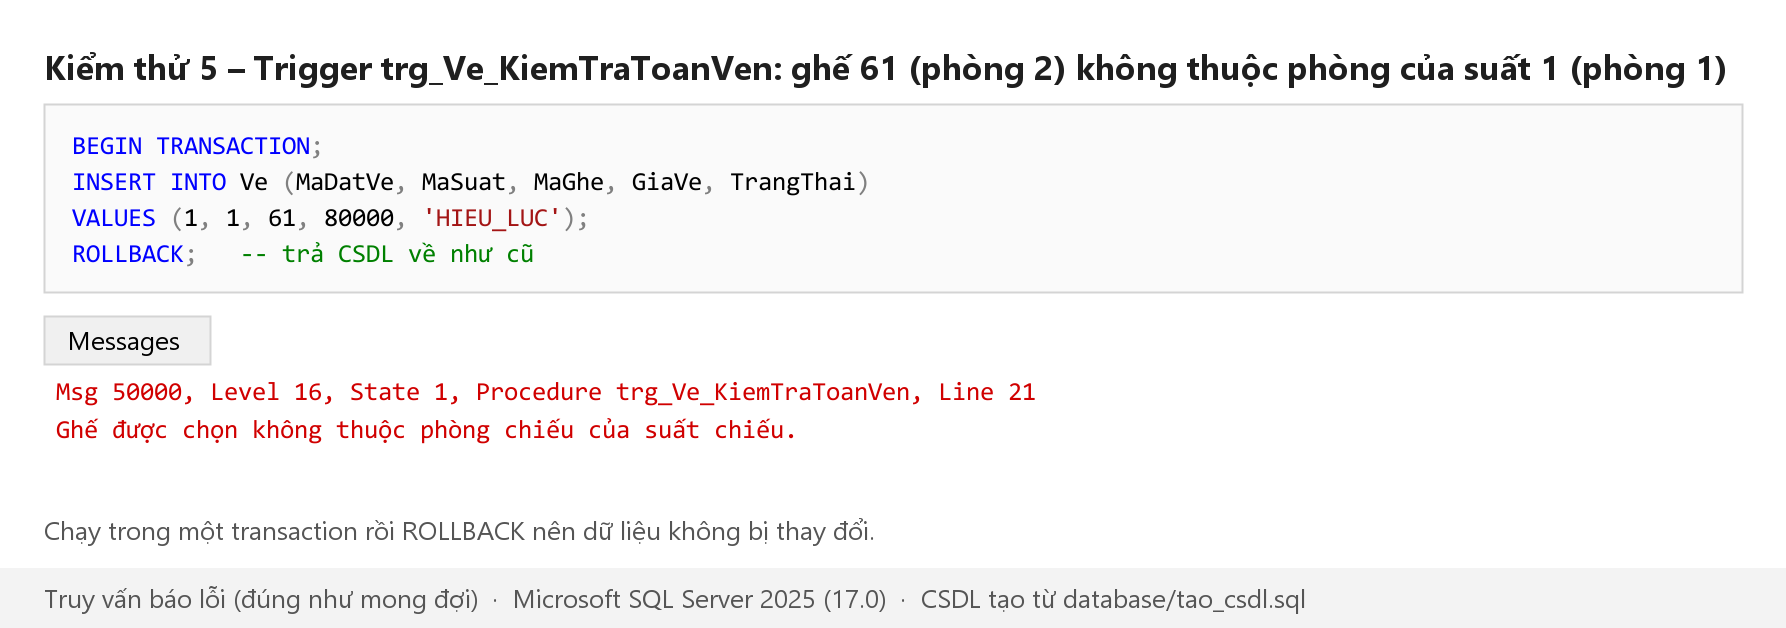 Kiểm thử 5 – Trigger trg_Ve_KiemTraToanVen: ghế 61 (phòng 2) không thuộc phòng của suất 1 (phòng 1)
BEGIN TRANSACTION;
INSERT INTO Ve (MaDatVe, MaSuat, MaGhe, GiaVe, TrangThai)
VALUES (1, 1, 61, 80000, 'HIEU_LUC');
ROLLBACK;   -- trả CSDL về như cũ
Messages
Msg 50000, Level 16, State 1, Procedure trg_Ve_KiemTraToanVen, Line 21
Ghế được chọn không thuộc phòng chiếu của suất chiếu.
Chạy trong một transaction rồi ROLLBACK nên dữ liệu không bị thay đổi.
Truy vấn báo lỗi (đúng như mong đợi) · Microsoft SQL Server 2025 (17.0) · CSDL tạo từ database/tao_csdl.sql